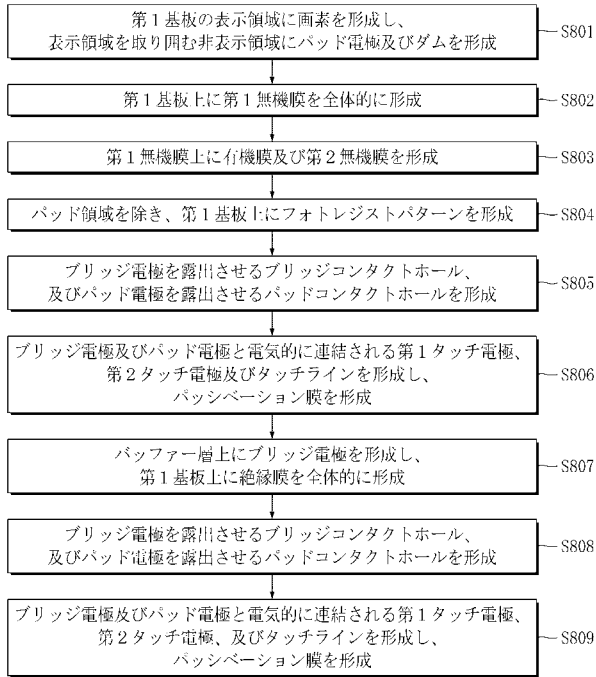 第１基板の表示領域に画素を形成し、
表示領域を取り囲む非表示領域にパッド電極及びダムを形成
S801
第１基板上に第１無機膜を全体的に形成
S802
第１無機膜上に有機膜及び第２無機膜を形成
S803
パッド領域を除き、第１基板上にフォトレジストパターンを形成
S804
ブリッジ電極を露出させるブリッジコンタクトホール、
及びパッド電極を露出させるパッドコンタクトホールを形成
S805
ブリッジ電極及びパッド電極と電気的に連結される第１タッチ電極、
第２タッチ電極及びタッチラインを形成し、
パッシベーション膜を形成
S806
バッファー層上にブリッジ電極を形成し、
第１基板上に絶縁膜を全体的に形成
S807
ブリッジ電極を露出させるブリッジコンタクトホール、
及びパッド電極を露出させるパッドコンタクトホールを形成
S808
ブリッジ電極及びパッド電極と電気的に連結される第１タッチ電極、
第２タッチ電極、及びタッチラインを形成し、
パッシベーション膜を形成
S809